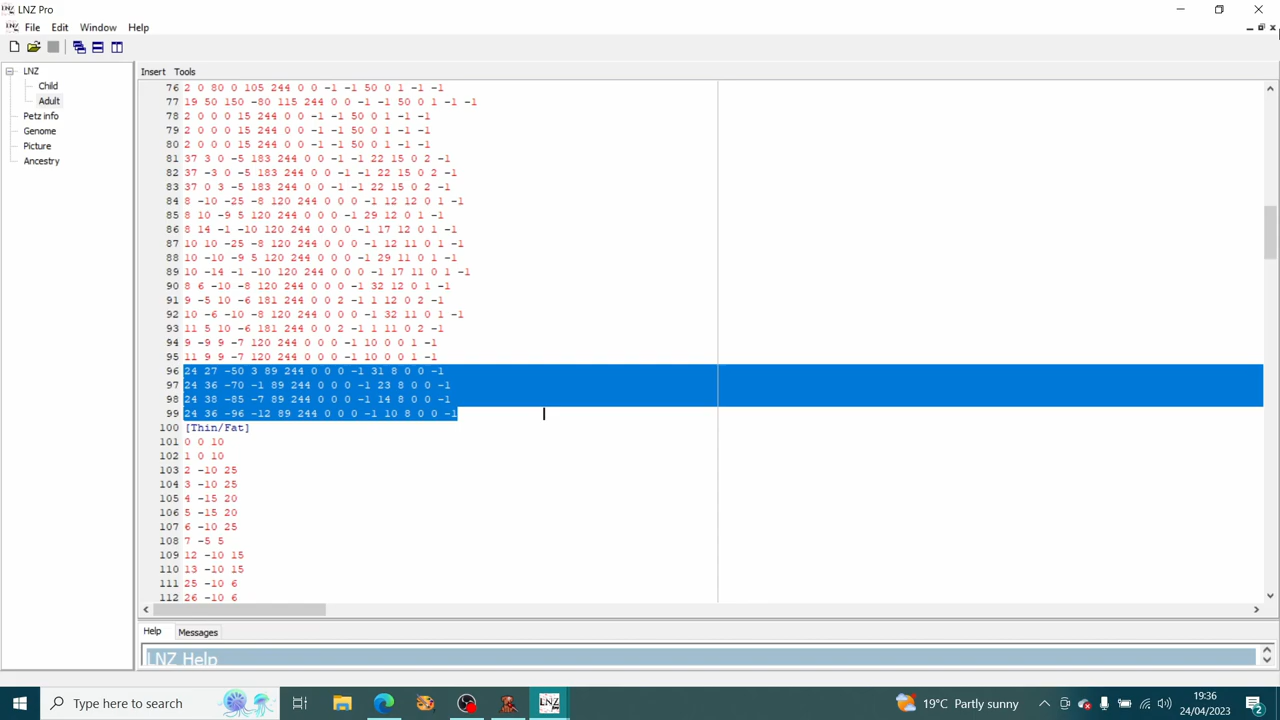 LNZ Pro
LNZ File Edit Window Help
Insert Tools
LNZ
Child
Adult
Petz info
Genome
Picture
Ancestry
76 2 0 80 0 105 244 0 0 -1 -1 50 0 1 -1 -1
77 19 50 150 -80 115 244 0 0 -1 -1 50 0 1 -1 -1
78 2 0 0 0 15 244 0 0 -1 -1 50 0 1 -1 -1
79 2 0 0 0 15 244 0 0 -1 -1 50 0 1 -1 -1
80 2 0 0 0 15 244 0 0 -1 -1 50 0 1 -1 -1
81 37 3 0 -5 183 244 0 0 -1 -1 22 15 0 2 -1
82 37 -3 0 -5 183 244 0 0 -1 -1 22 15 0 2 -1
83 37 0 3 -5 183 244 0 0 -1 -1 22 15 0 2 -1
84 8 -10 -25 -8 120 244 0 0 0 -1 12 12 0 1 -1
85 8 10 -9 5 120 244 0 0 0 -1 29 12 0 1 -1
86 8 14 -1 -10 120 244 0 0 0 -1 17 12 0 1 -1
87 10 10 -25 -8 120 244 0 0 0 -1 12 11 0 1 -1
88 10 -10 -9 5 120 244 0 0 0 -1 29 11 0 1 -1
89 10 -14 -1 -10 120 244 0 0 0 -1 17 11 0 1 -1
90 8 6 -10 -8 120 244 0 0 0 -1 32 12 0 1 -1
91 9 -5 10 -6 181 244 0 0 2 -1 1 12 0 2 -1
92 10 -6 -10 -8 120 244 0 0 0 -1 32 11 0 1 -1
93 11 5 10 -6 181 244 0 0 2 -1 1 11 0 2 -1
94 9 -9 9 -7 120 244 0 0 0 -1 10 0 0 1 -1
95 11 9 9 -7 120 244 0 0 0 -1 10 0 0 1 -1
96 24 27 -50 3 89 244 0 0 0 -1 31 8 0 0 -1
97 24 36 -70 -1 89 244 0 0 0 -1 23 8 0 0 -1
98 24 38 -85 -7 89 244 0 0 0 -1 14 8 0 0 -1
99 24 36 -96 -12 89 244 0 0 0 -1 10 8 0 0 -1
100 [Thin/Fat]
101 0 0 10
102 1 0 10
103 2 -10 25
104 3 -10 25
105 4 -15 20
106 5 -15 20
107 6 -10 25
108 7 -5 5
109 12 -10 15
110 13 -10 15
111 25 -10 6
112 26 -10 6
Help Messages
LNZ Help
Type here to search
LNZ
19°C Partly sunny
19:36
24/04/2023
2